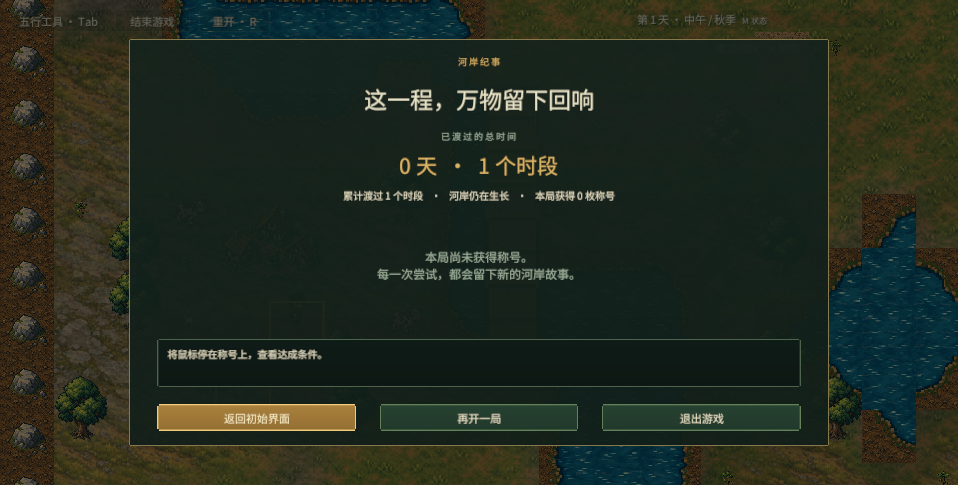 五行工具 · Tab
结束游戏
重开 · R
第1天 · 中午 / 秋季 M 状态
河岸纪事
这一程，万物留下回响
已渡过的总时间
0 天 · 1 个时段
累计渡过 1 个时段 · 河岸仍在生长 · 本局获得 0 枚称号
本局尚未获得称号。
每一次尝试，都会留下新的河岸故事。
将鼠标停在称号上，查看达成条件。
返回初始界面
再开一局
退出游戏